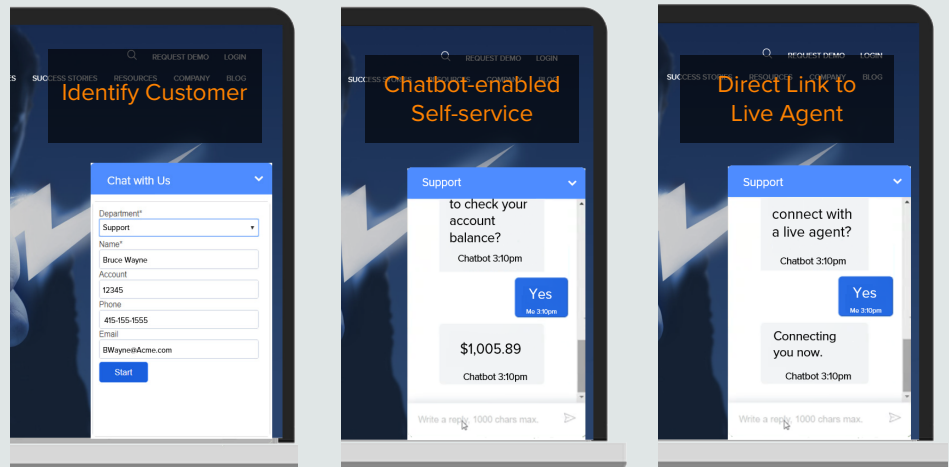 REQUEST DEMO LOGIN
ES SUCCESS STORIES RESOURCES COMPANY BLOG
Identify Customer
Chat with Us
Department*
Support
Name*
Bruce Wayne
Account
12345
Phone
415-155-1555
Email
BWayne@Acme.com
Start
REQUEST DEMO LOGIN
SUCCESS STORIES RESOURCES COMPANY BLOG
Chatbot-enabled
Self-service
Support
to check your
account
balance?
Chatbot 3:10pm
Yes
Me 3:10pm
$1,005.89
Chatbot 3:10pm
Write a reply, 1000 chars max.
REQUEST DEMO LOGIN
SUCCESS STORIES RESOURCES COMPANY BLOG
Direct Link to
Live Agent
Support
connect with
a live agent?
Chatbot 3:10pm
Yes
Me 3:10pm
Connecting
you now.
Chatbot 3:10pm
Write a reply, 1000 chars max.